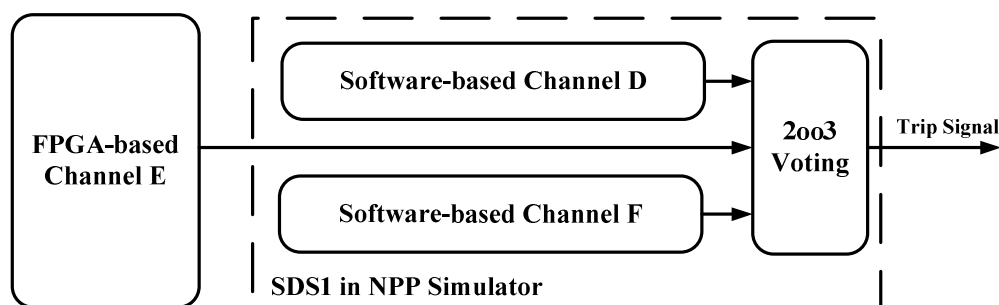 Software-based Channel D
FPGA-based
Channel E
2oo3
Voting
Trip Signal
Software-based Channel F
SDS1 in NPP Simulator